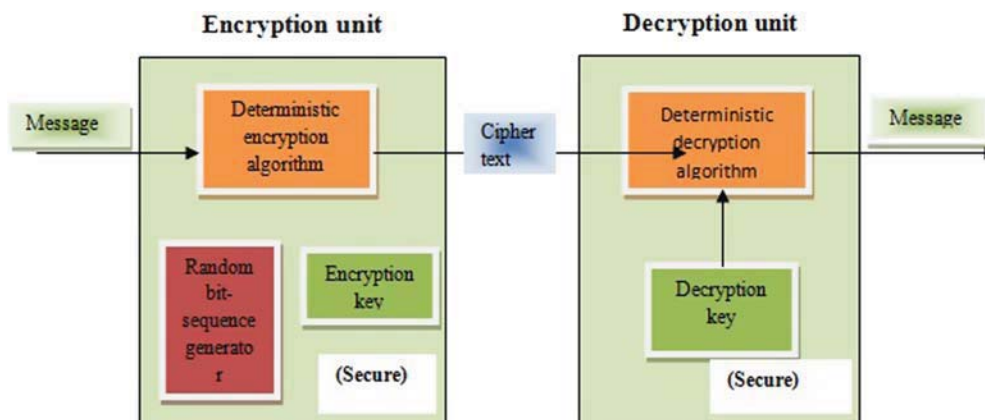 Encryption unit
Decryption unit
Message
Deterministic
encryption
algorithm
Cipher
text
Deterministic
decryption
algorithm
Message
Random
bit-
sequence
generato
r
Encryption
key
(Secure)
Decryption
key
(Secure)